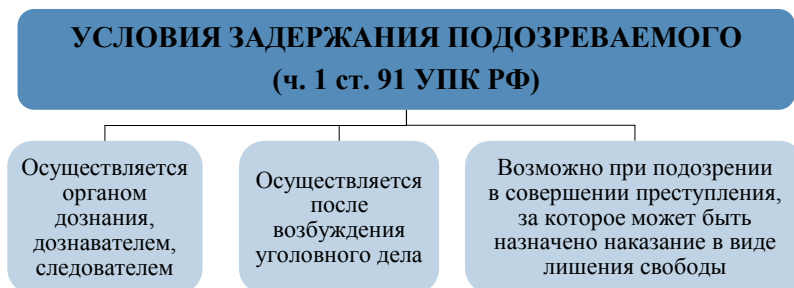 УСЛОВИЯ ЗАДЕРЖАНИЯ ПОДОЗРЕВАЕМОГО
(ч. 1 ст. 91 УПК РФ)
Осуществляется
органом
дознания,
дознавателем,
следователем
Осуществляется
после
возбуждения
уголовного дела
Возможно при подозрении
в совершении преступления,
за которое может быть
назначено наказание в виде
лишения свободы